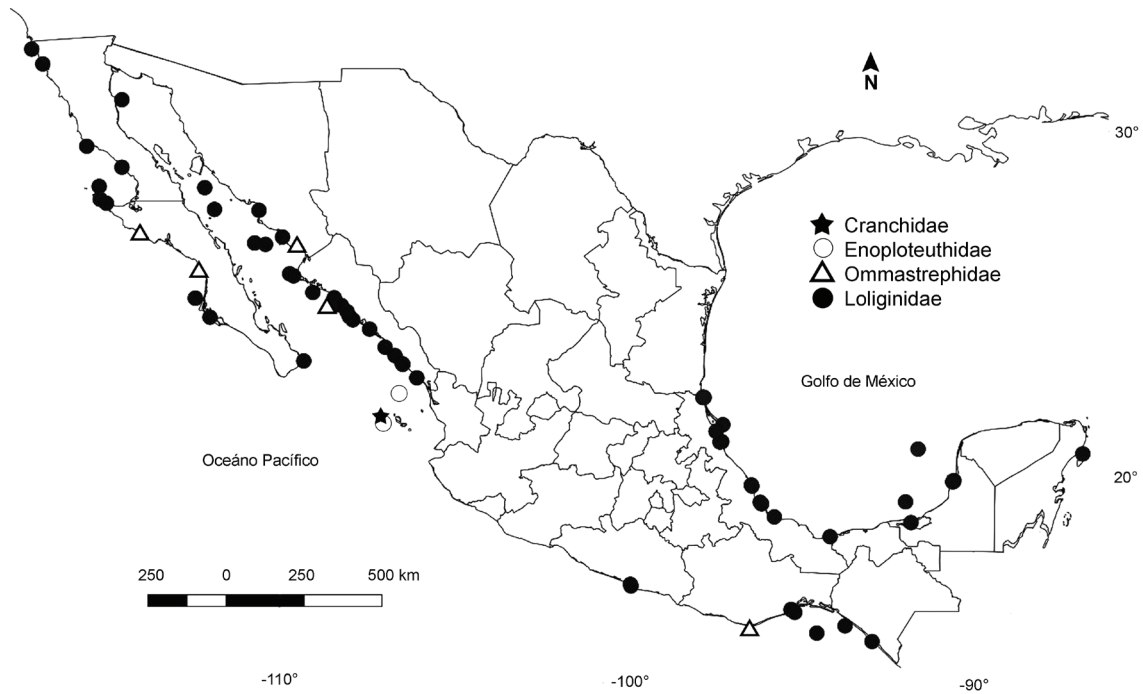 N
30°
Cranchidae
Enoploteuthidae
Ommastrephidae
Loliginidae
Golfo de México
Oceáno Pacífico
20°
250 0 250 500 km
-110° -100° -90°